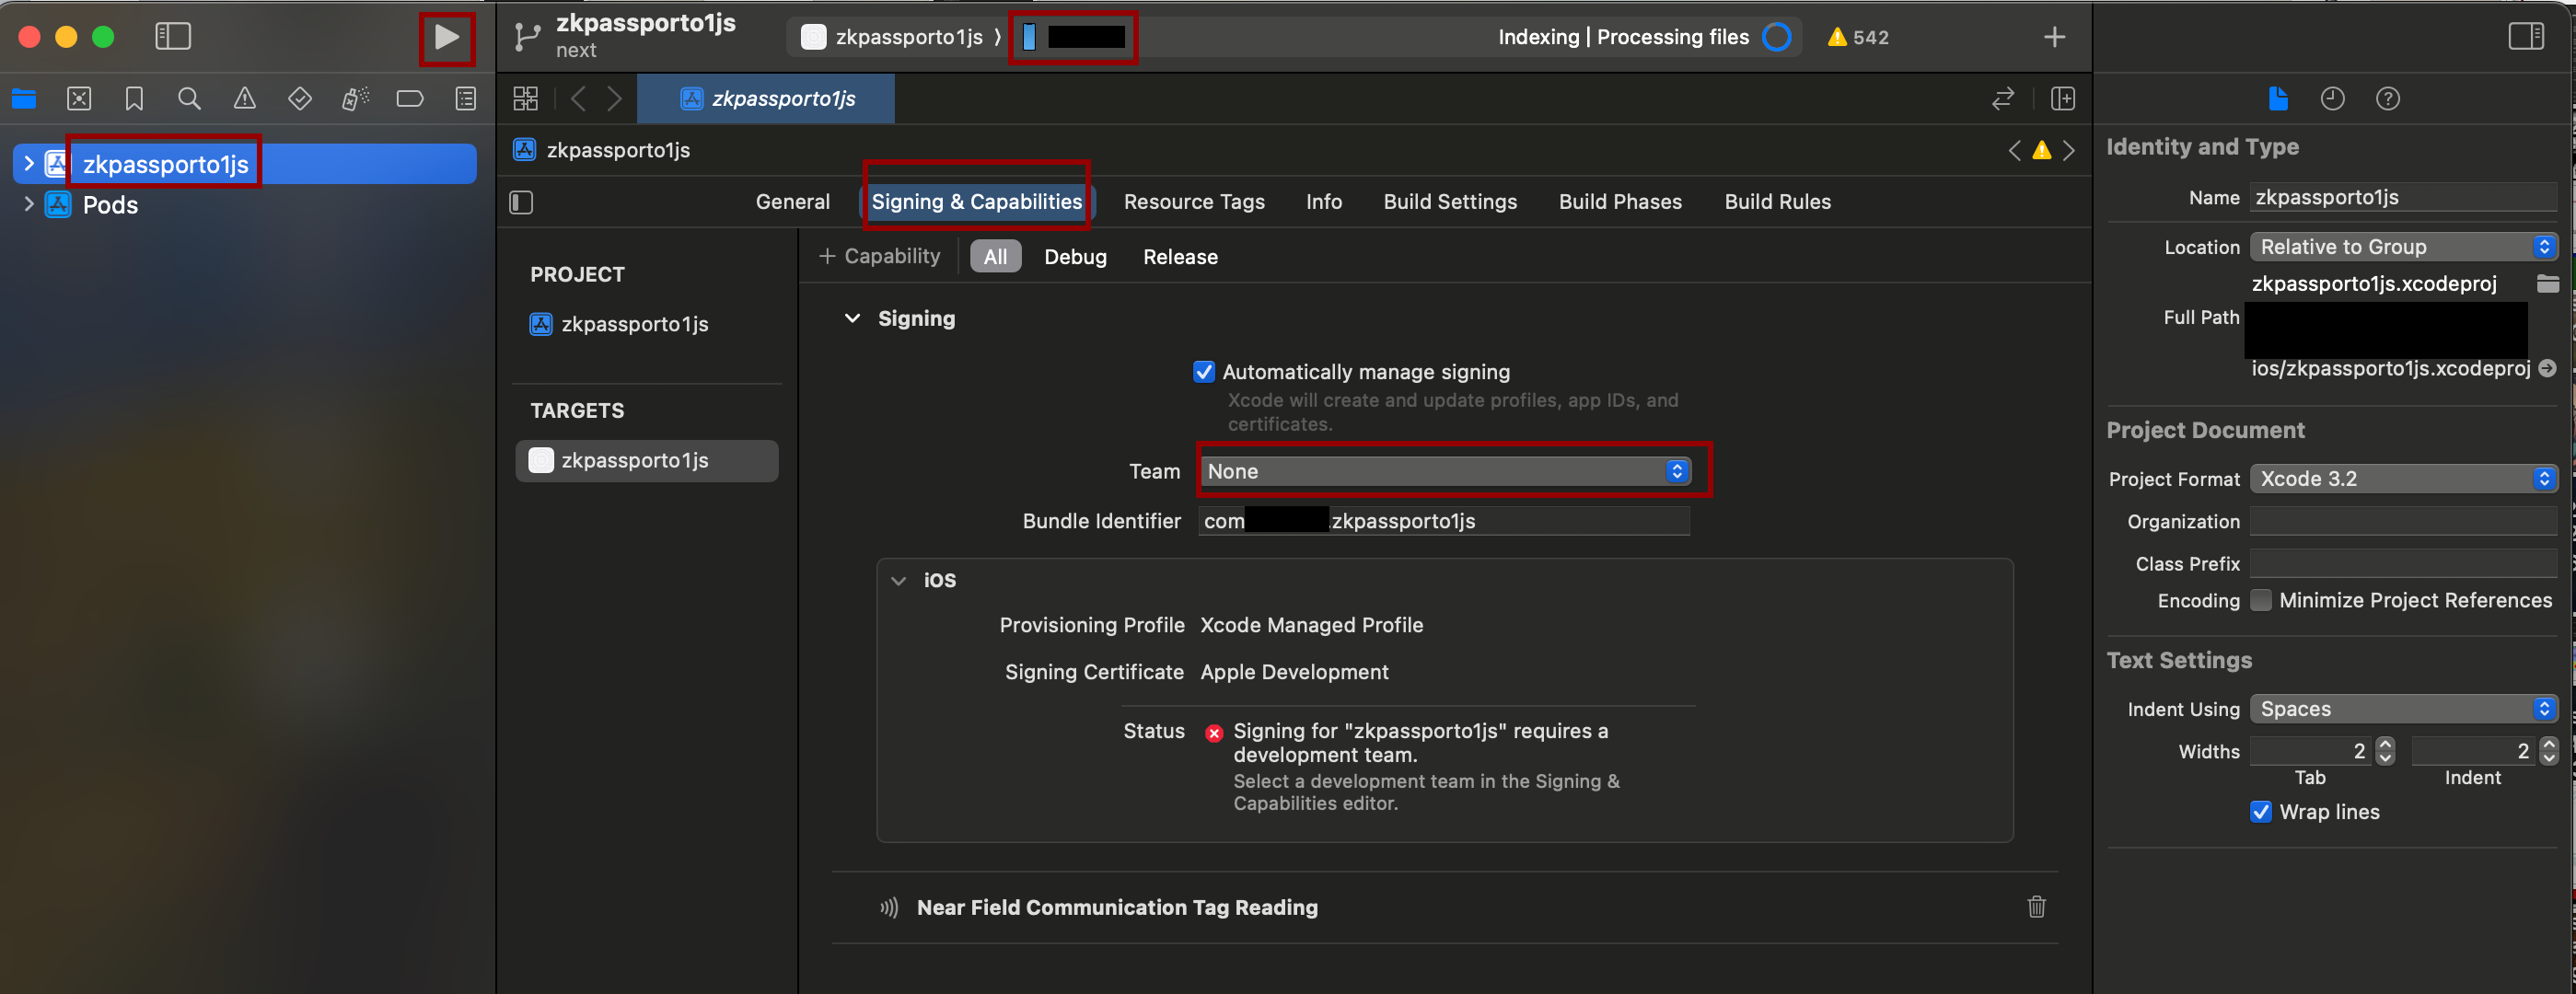 zkpassporto1js
next
zkpassporto1js
Indexing | Processing files
542
zkpassporto1js
Pods
zkpassporto1js
zkpassporto1js
General
Signing & Capabilities
Resource Tags
Info
Build Settings
Build Phases
Build Rules
PROJECT
zkpassporto1js
TARGETS
zkpassporto1js
+ Capability
All
Debug
Release
Signing
Automatically manage signing
Xcode will create and update profiles, app IDs, and
certificates.
Team
None
Bundle Identifier
com .zkpassporto1js
iOS
Provisioning Profile
Xcode Managed Profile
Signing Certificate
Apple Development
Status
Signing for "zkpassporto1js" requires a
development team.
Select a development team in the Signing &
Capabilities editor.
Near Field Communication Tag Reading
Identity and Type
Name
zkpassporto1js
Location
Relative to Group
zkpassporto1js.xcodeproj
Full Path
ios/zkpassporto1js.xcodeproj
Project Document
Project Format
Xcode 3.2
Organization
Class Prefix
Encoding
Minimize Project References
Text Settings
Indent Using
Spaces
Widths
2
2
Tab
Indent
Wrap lines